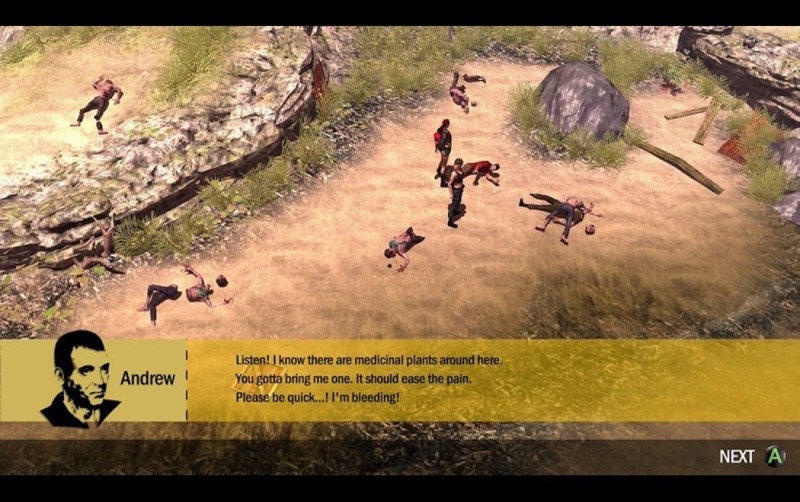 Andrew
Listen! I know there are medicinal plants around here.
You gotta bring me one. It should ease the pain.
Please be quick...! I'm bleeding!
NEXT A